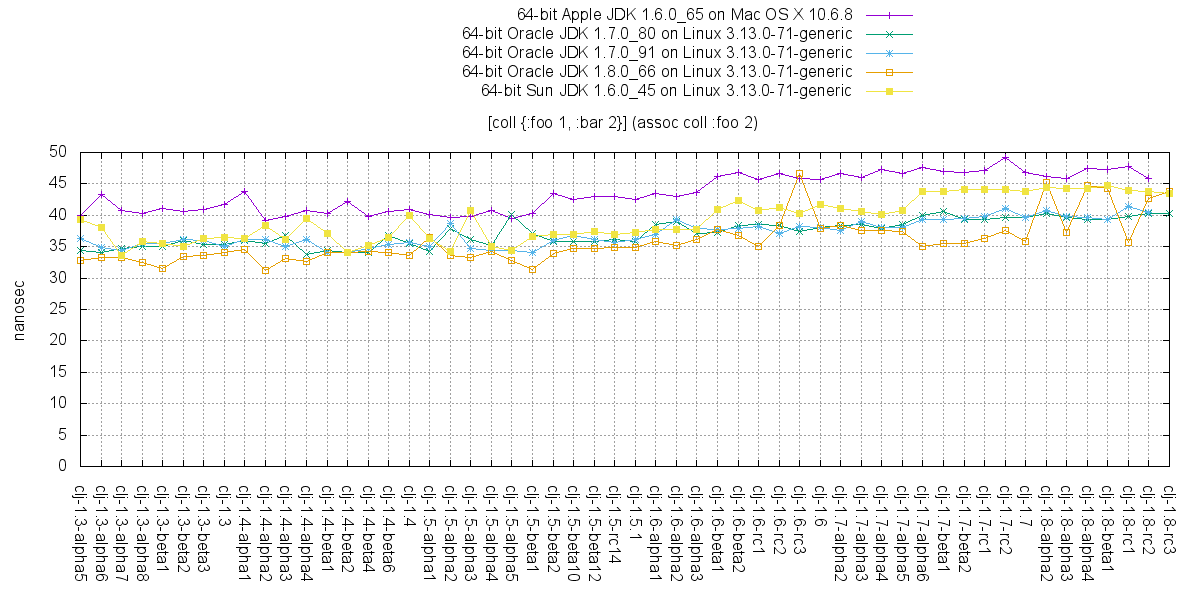 64-bit Apple JDK 1.6.0_65 on Mac OS X 10.6.8
64-bit Oracle JDK 1.7.0_80 on Linux 3.13.0-71-generic
64-bit Oracle JDK 1.7.0_91 on Linux 3.13.0-71-generic
64-bit Oracle JDK 1.8.0_66 on Linux 3.13.0-71-generic
64-bit Sun JDK 1.6.0_45 on Linux 3.13.0-71-generic
[coll {:foo 1, :bar 2}] (assoc coll :foo 2)
50
45
40
35
30
25
20
15
10
5
0
nanosec
clj-1.3-alpha5
clj-1.3-alpha6
clj-1.3-alpha7
clj-1.3-alpha8
clj-1.3-beta1
clj-1.3-beta2
clj-1.3-beta3
clj-1.3
clj-1.4-alpha1
clj-1.4-alpha2
clj-1.4-alpha3
clj-1.4-alpha4
clj-1.4-beta1
clj-1.4-beta2
clj-1.4-beta4
clj-1.4-beta6
clj-1.4
clj-1.5-alpha1
clj-1.5-alpha2
clj-1.5-alpha3
clj-1.5-alpha4
clj-1.5-alpha5
clj-1.5-beta1
clj-1.5-beta2
clj-1.5-beta10
clj-1.5-beta12
clj-1.5-rc14
clj-1.5.1
clj-1.6-alpha1
clj-1.6-alpha2
clj-1.6-alpha3
clj-1.6-beta1
clj-1.6-beta2
clj-1.6-rc1
clj-1.6-rc2
clj-1.6-rc3
clj-1.6
clj-1.7-alpha2
clj-1.7-alpha3
clj-1.7-alpha4
clj-1.7-alpha5
clj-1.7-alpha6
clj-1.7-beta1
clj-1.7-beta2
clj-1.7-rc1
clj-1.7-rc2
clj-1.7
clj-1.8-alpha2
clj-1.8-alpha3
clj-1.8-alpha4
clj-1.8-beta1
clj-1.8-rc1
clj-1.8-rc2
clj-1.8-rc3